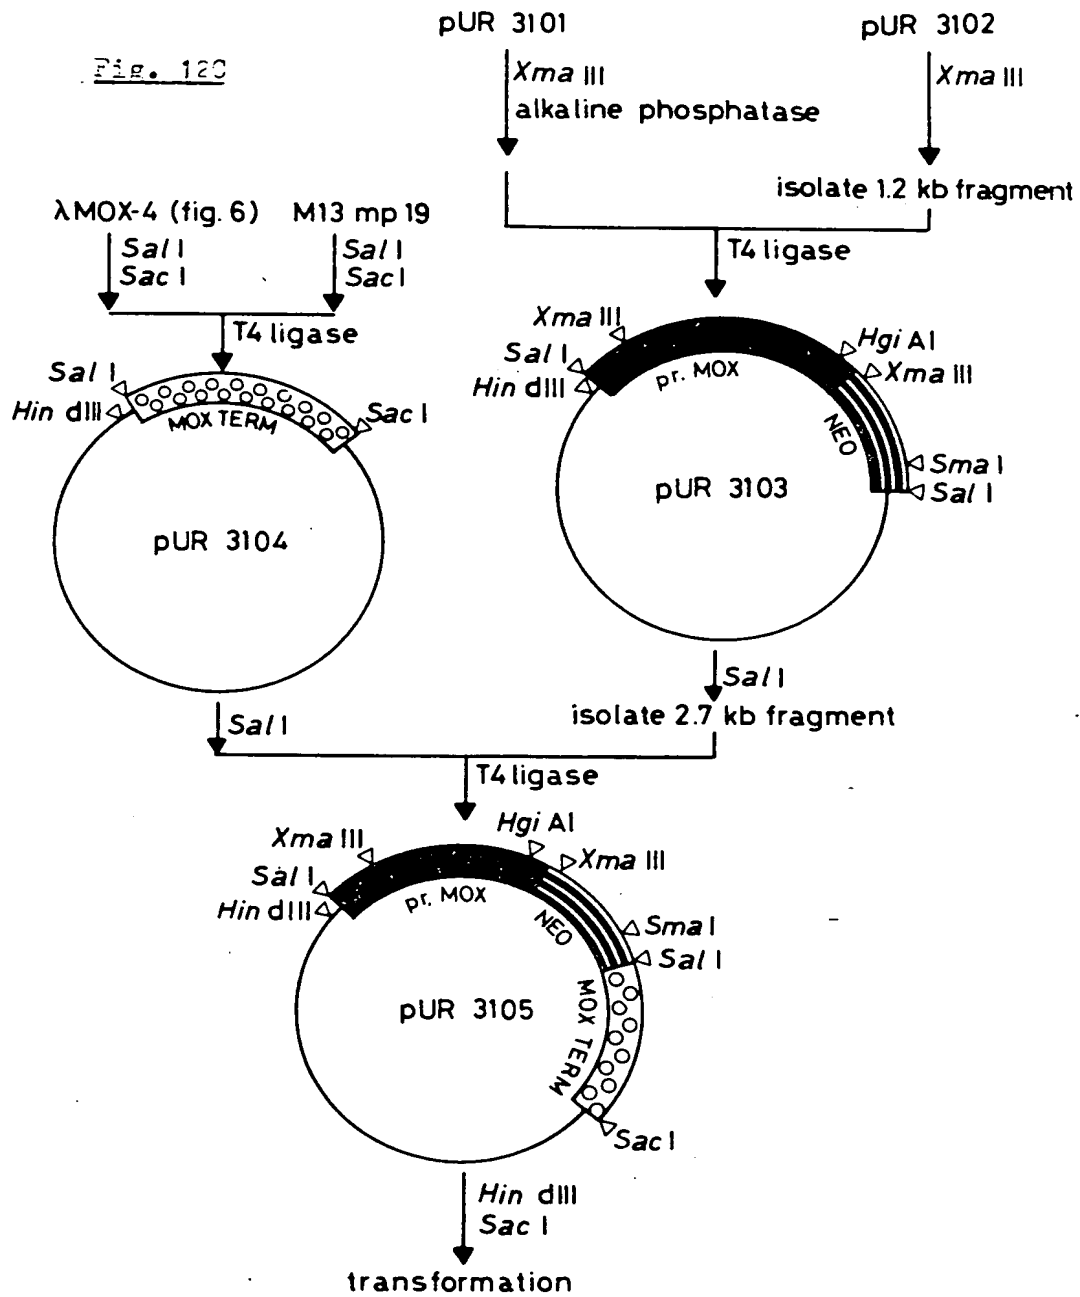 Fig. 12C
pUR 3101
pUR 3102
Xma III
alkaline phosphatase
Xma III
isolate 1.2 kb fragment
T4 ligase
λMOX-4 (fig. 6)
M13 mp 19
Sal I
Sac I
Sal I
Sac I
T4 ligase
Sal I
Hin dIII
MOX TERM
Sac I
pUR 3104
Xma III
Sal I
Hin dIII
pr. MOX
Hgi AI
Xma III
NEO
Sma I
Sal I
pUR 3103
Sal I
Sal I
isolate 2.7 kb fragment
T4 ligase
Xma III
Sal I
Hin dIII
pr. MOX
Hgi AI
Xma III
NEO
Sma I
Sal I
MOX TERM
Sac I
pUR 3105
Hin dIII
Sac I
transformation